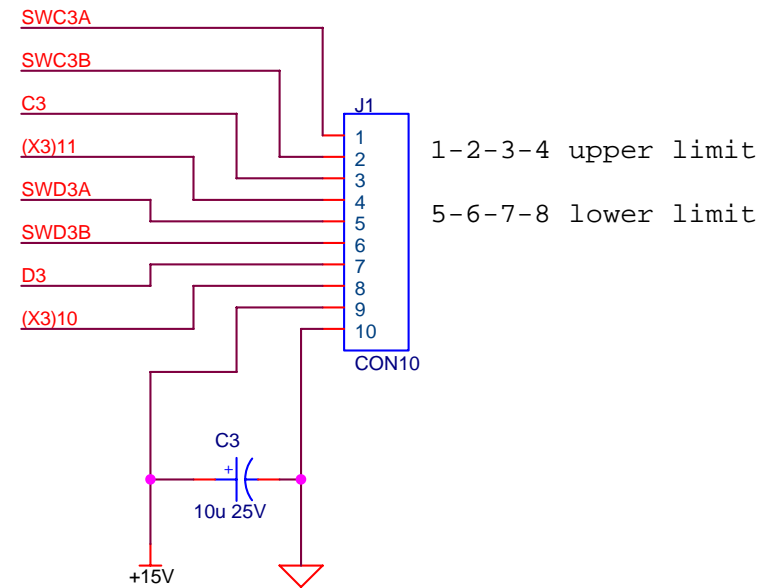 SWC3A
SWC3B
C3
(X3)11
SWD3A
SWD3B
D3
(X3)10
J1
1
2
3
4
5
6
7
8
9
10
CON10
1-2-3-4 upper limit
5-6-7-8 lower limit
C3
+
10u 25V
+15V